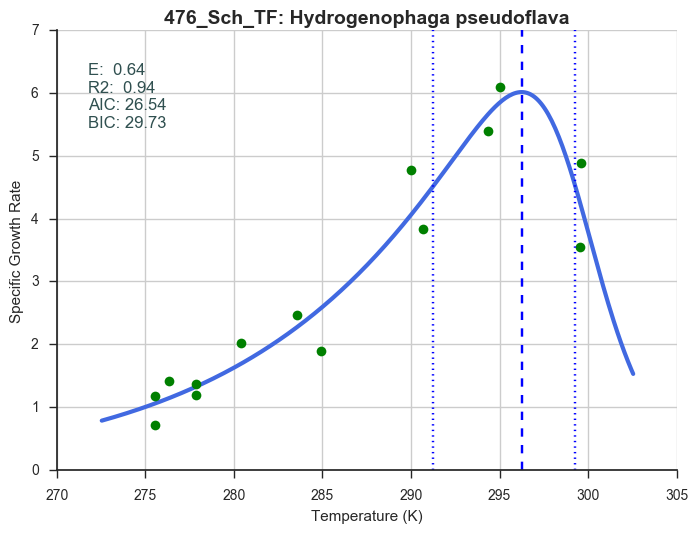 476_Sch_TF: Hydrogenophaga pseudoflava
7
E:  0.64
R2:  0.94
AIC: 26.54
BIC: 29.73
6
5
4
3
2
1
0
Specific Growth Rate
270 275 280 285 290 295 300 305
Temperature (K)